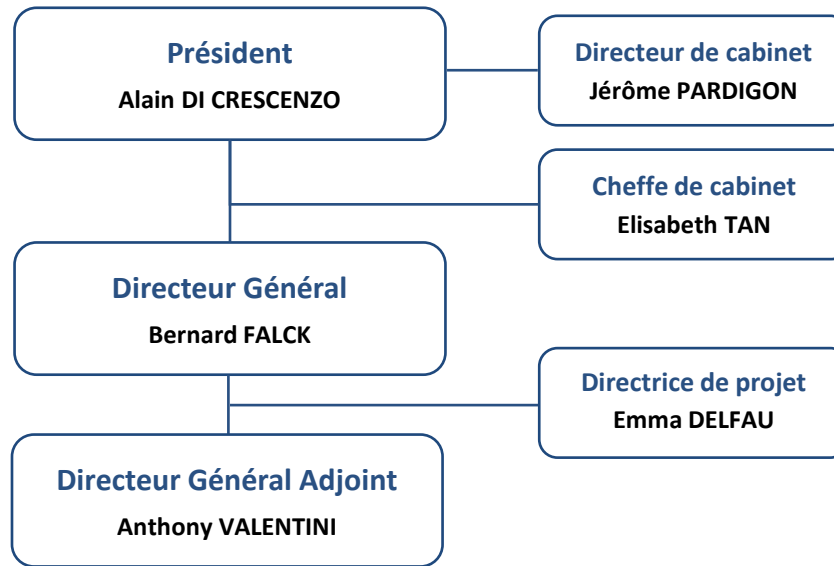 Président
Alain DI CRESCENZO
Directeur de cabinet
Jérôme PARDIGON
Cheffe de cabinet
Elisabeth TAN
Directeur Général
Bernard FALCK
Directrice de projet
Emma DELFAU
Directeur Général Adjoint
Anthony VALENTINI